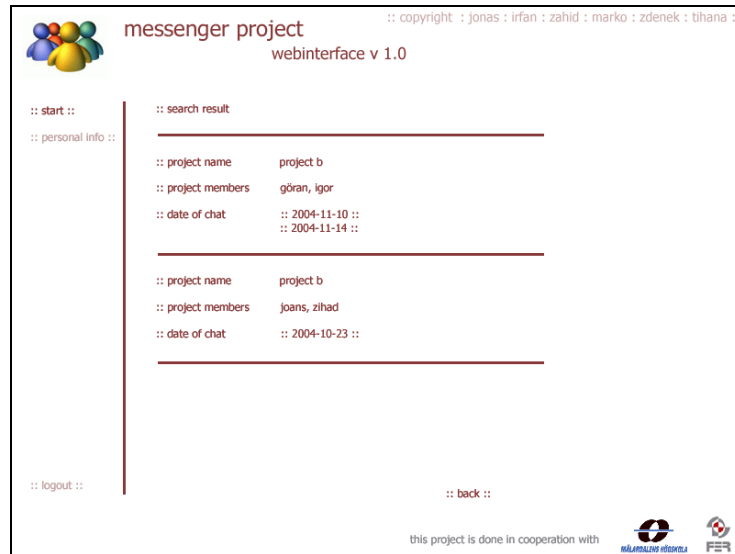 :: copyright : jonas : irfan : zahid : marko : zdenek : tihana :
messenger project
webinterface v 1.0
:: start ::
:: personal info ::
:: search result
:: project name project b
:: project members göran, igor
:: date of chat :: 2004-11-10 ::
:: 2004-11-14 ::
:: project name project b
:: project members joans, zihad
:: date of chat :: 2004-10-23 ::
:: logout ::
:: back ::
this project is done in cooperation with
MÄLARDALENS HÖGSKOLA
FER